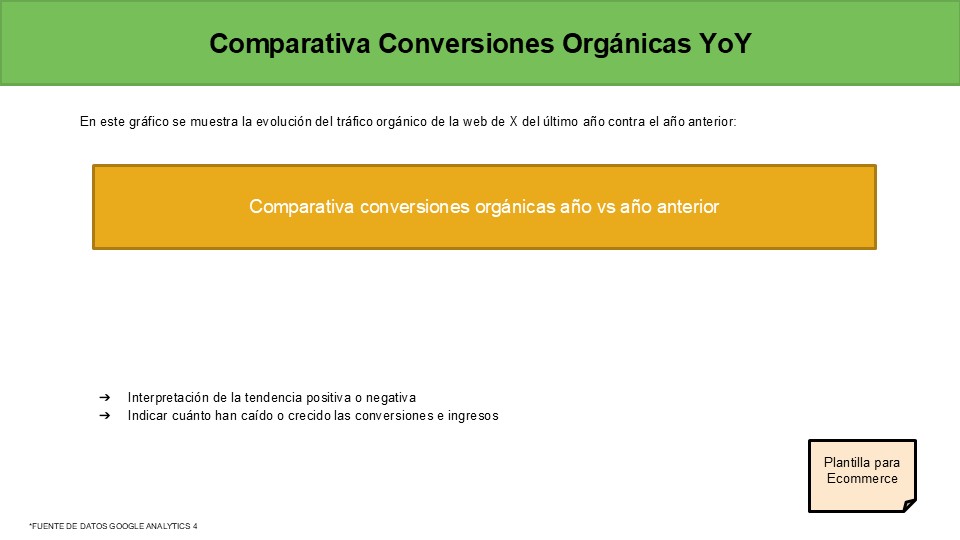 Comparativa Conversiones Orgánicas YoY
En este gráfico se muestra la evolución del tráfico orgánico de la web de X del último año contra el año anterior:
Comparativa conversiones orgánicas año vs año anterior
➔ Interpretación de la tendencia positiva o negativa
➔ Indicar cuánto han caído o crecido las conversiones e ingresos
Plantilla para
Ecommerce
*FUENTE DE DATOS GOOGLE ANALYTICS 4